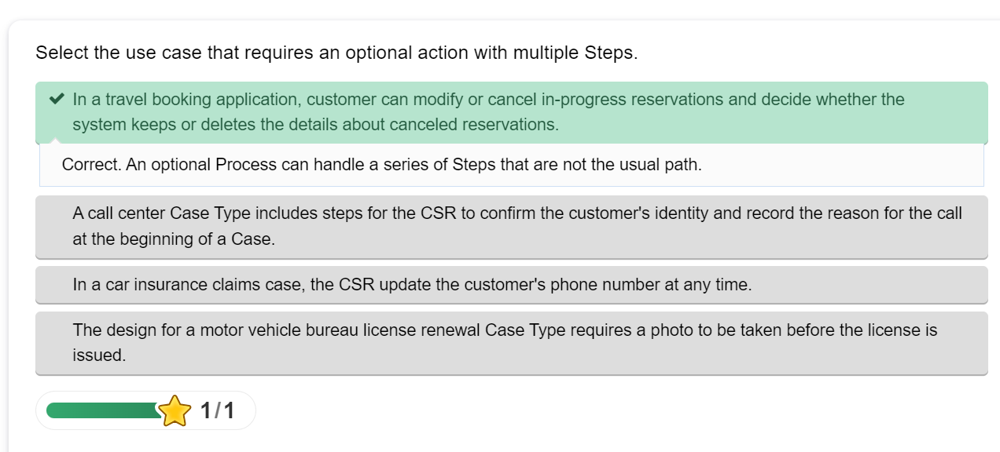 Select the use case that requires an optional action with multiple Steps.
In a travel booking application, customer can modify or cancel in-progress reservations and decide whether the
system keeps or deletes the details about canceled reservations.
Correct. An optional Process can handle a series of Steps that are not the usual path.
A call center Case Type includes steps for the CSR to confirm the customer's identity and record the reason for the call
at the beginning of a Case.
In a car insurance claims case, the CSR update the customer's phone number at any time.
The design for a motor vehicle bureau license renewal Case Type requires a photo to be taken before the license is
issued.
1/1